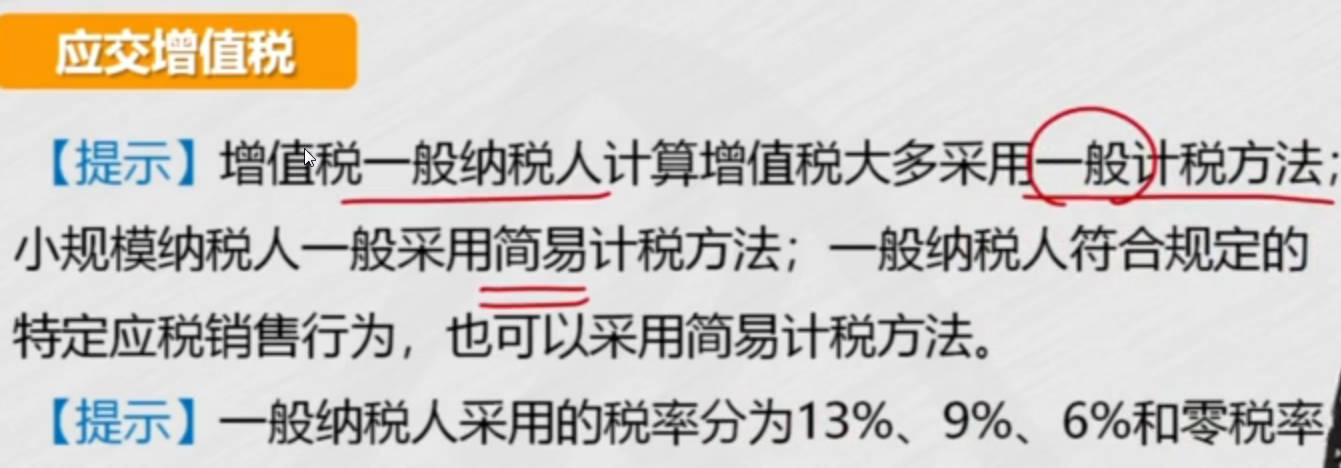 应交增值税
【提示】增值税一般纳税人计算增值税大多采用一般计税方法；
小规模纳税人一般采用简易计税方法；一般纳税人符合规定的
特定应税销售行为，也可以采用简易计税方法。
【提示】一般纳税人采用的税率分为13%、9%、6%和零税率